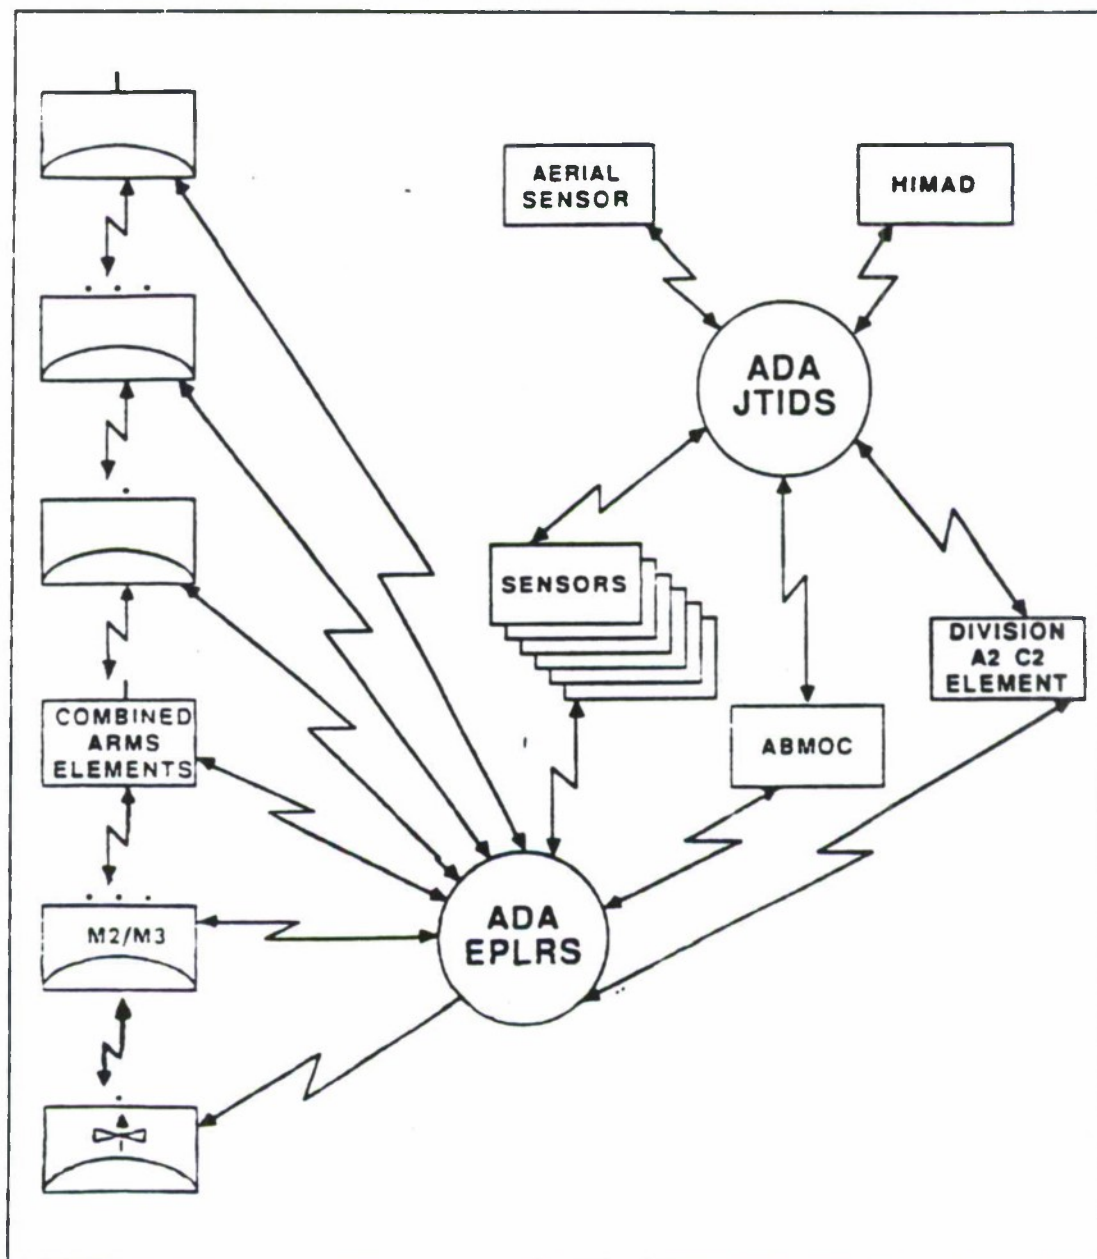 AERIAL
SENSOR
HIMAD
ADA
JTIDS
SENSORS
DIVISION
A2 C2
ELEMENT
COMBINED
ARMS
ELEMENTS
ABMOC
M2/M3
ADA
EPLRS